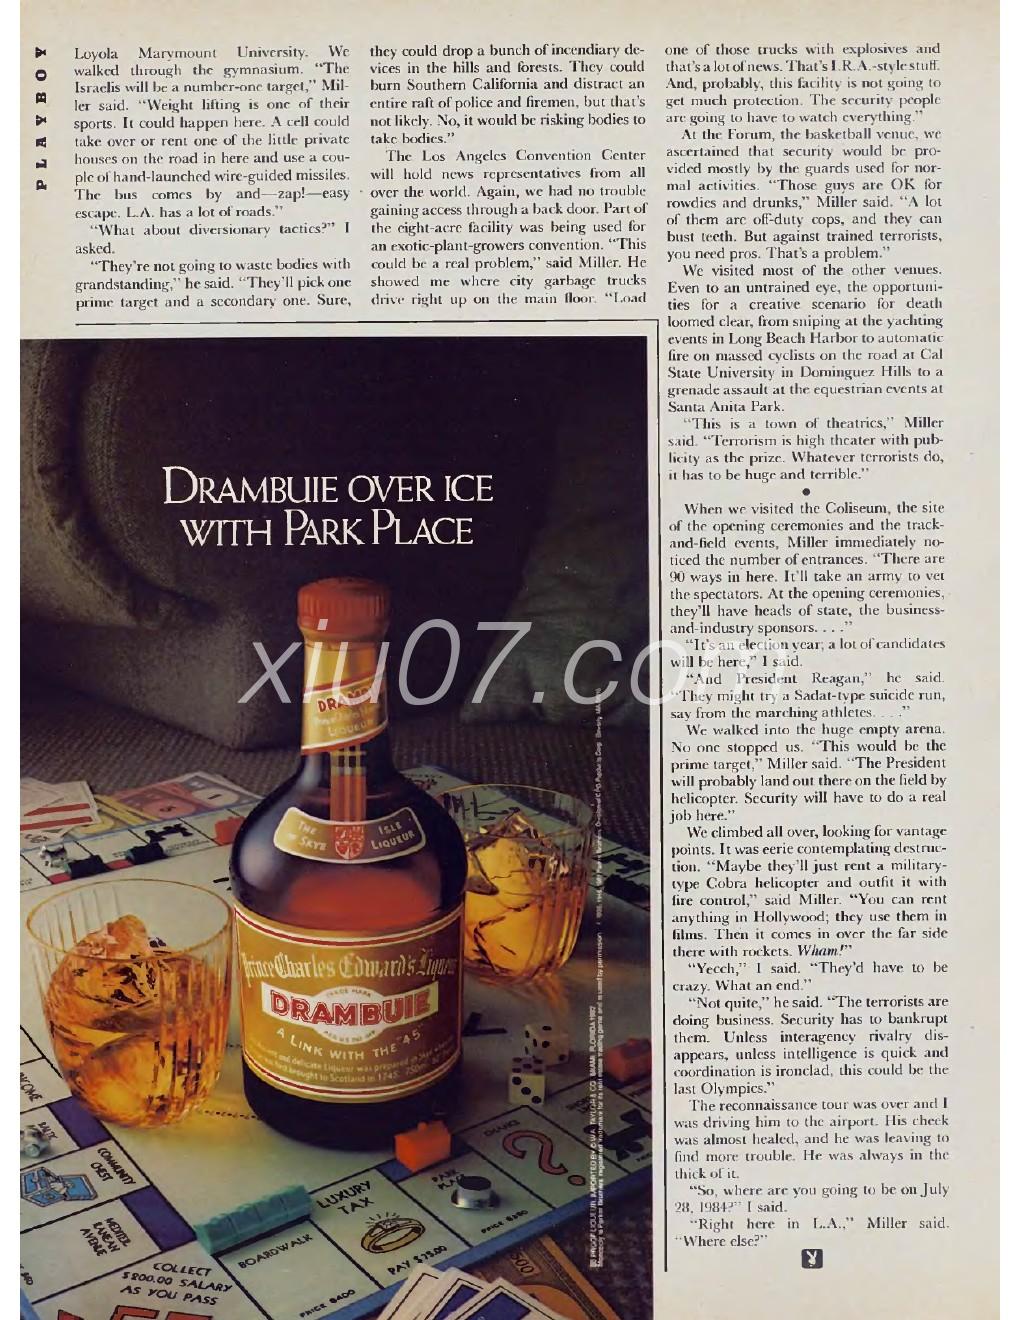 PLAYBOY
Loyola Marymount University. We
walked through the gymnasium. “The
Israelis will be a number-one target,” Mil-
ler said. “Weight lifting is one of their
sports. It could happen here. A cell could
take over or rent one of the little private
houses on the road in here and use a cou-
ple of hand-launched wire-guided missiles.
The bus comes by and—zap!—easy
escape. L.A. has a lot of roads.”
“What about diversionary tactics?” I
asked.
“They’re not going to waste bodies with
grandstanding,” he said. “They’ll pick one
prime target and a secondary one. Sure,
they could drop a bunch of incendiary de-
vices in the hills and forests. They could
burn Southern California and distract an
entire raft of police and firemen, but that’s
not likely. No, it would be risking bodies to
take bodies.”
The Los Angeles Convention Center
will hold news representatives from all
over the world. Again, we had no trouble
gaining access through a back door. Part of
the eight-acre facility was being used for
an exotic-plant-growers convention. “This
could be a real problem,” said Miller. He
showed me where city garbage trucks
drive right up on the main floor. “Load
one of those trucks with explosives and
that’s a lot of news. That’s I.R.A.-style stuff.
And, probably, this facility is not going to
get much protection. The security people
are going to have to watch everything.”
At the Forum, the basketball venue, we
ascertained that security would be pro-
vided mostly by the guards used for nor-
mal activities. “Those guys are OK for
rowdies and drunks,” Miller said. “A lot
of them are off-duty cops, and they can
bust teeth. But against trained terrorists,
you need pros. That’s a problem.”
We visited most of the other venues.
Even to an untrained eye, the opportuni-
ties for a creative scenario for death
loomed clear, from sniping at the yachting
events in Long Beach Harbor to automatic
fire on massed cyclists on the road at Cal
State University in Dominguez Hills to a
grenade assault at the equestrian events at
Santa Anita Park.
“This is a town of theatrics,” Miller
said. “Terrorism is high theater with pub-
licity as the prize. Whatever terrorists do,
it has to be huge and terrible.”
•
When we visited the Coliseum, the site
of the opening ceremonies and the track-
and-field events, Miller immediately no-
ticed the number of entrances. “There are
90 ways in here. It’ll take an army to vet
the spectators. At the opening ceremonies,
they’ll have heads of state, the business-
and-industry sponsors. . . .”
“It’s an election year; a lot of candidates
will be here,” I said.
“And President Reagan,” he said.
“They might try a Sadat-type suicide run,
say from the marching athletes. . . .”
We walked into the huge empty arena.
No one stopped us. “This would be the
prime target,” Miller said. “The President
will probably land out there on the field by
helicopter. Security will have to do a real
job here.”
We climbed all over, looking for vantage
points. It was eerie contemplating destruc-
tion. “Maybe they’ll just rent a military-
type Cobra helicopter and outfit it with
fire control,” said Miller. “You can rent
anything in Hollywood; they use them in
films. Then it comes in over the far side
there with rockets. Wham!”
“Yecch,” I said. “They’d have to be
crazy. What an end.”
“Not quite,” he said. “The terrorists are
doing business. Security has to bankrupt
them. Unless interagency rivalry dis-
appears, unless intelligence is quick and
coordination is ironclad, this could be the
last Olympics.”
The reconnaissance tour was over and I
was driving him to the airport. His check
was almost healed, and he was leaving to
find more trouble. He was always in the
thick of it.
“So, where are you going to be on July
28, 1984?” I said.
“Right here in L.A.,” Miller said.
“Where else?”
DRAMBUIE OVER ICE
WITH PARK PLACE
xiu07.com
LIQUEUR
THE ISLE
OF SKYE LIQUEUR
Prince Charles Edward's Liqueur
TRADE MARK
DRAMBUIE
A LINK WITH THE "45"
brought to Scotland in 1745.
COMMUNITY
CHEST
MEDITER-
RANEAN
AVENUE
COLLECT
$200.00 SALARY
AS YOU PASS
BOARDWALK
PRICE $400
LUXURY
TAX
PAY $75.00
PARK
PLACE
PRICE $350
CHANCE
500